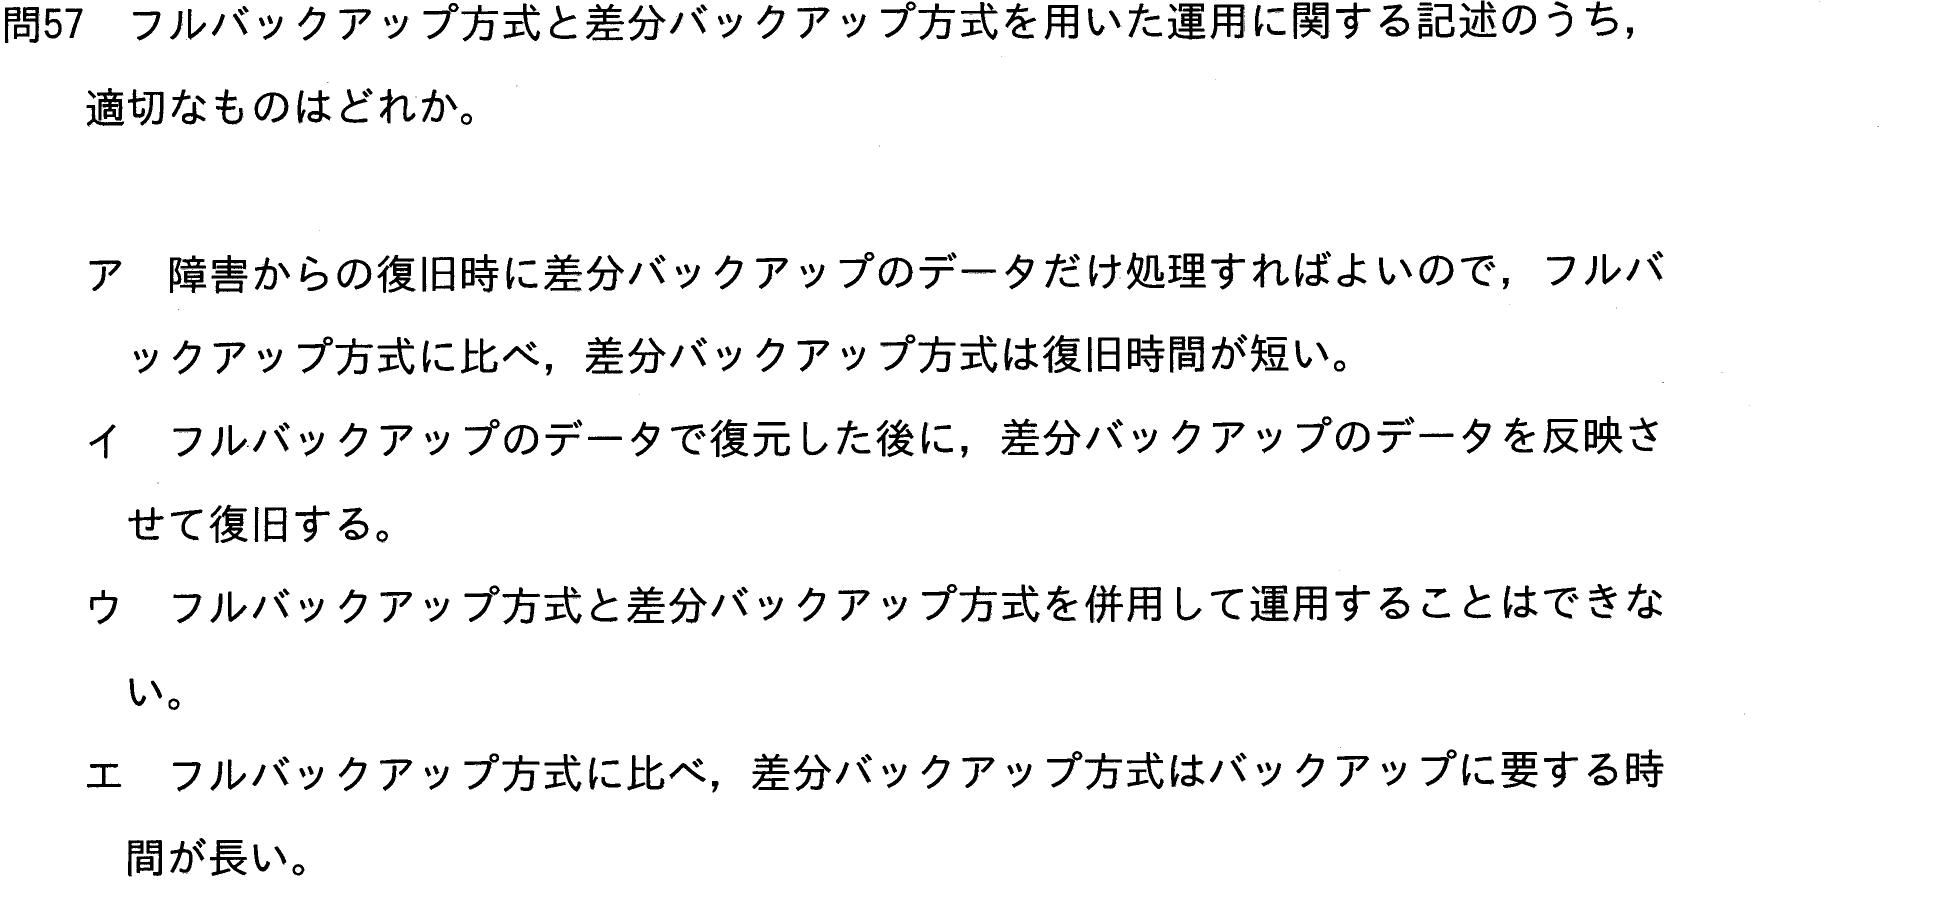 問57　フルバックアップ方式と差分バックアップ方式を用いた運用に関する記述のうち，
適切なものはどれか。
ア　障害からの復旧時に差分バックアップのデータだけ処理すればよいので，フルバ
ックアップ方式に比べ，差分バックアップ方式は復旧時間が短い。
イ　フルバックアップのデータで復元した後に，差分バックアップのデータを反映さ
せて復旧する。
ウ　フルバックアップ方式と差分バックアップ方式を併用して運用することはできな
い。
エ　フルバックアップ方式に比べ，差分バックアップ方式はバックアップに要する時
間が長い。